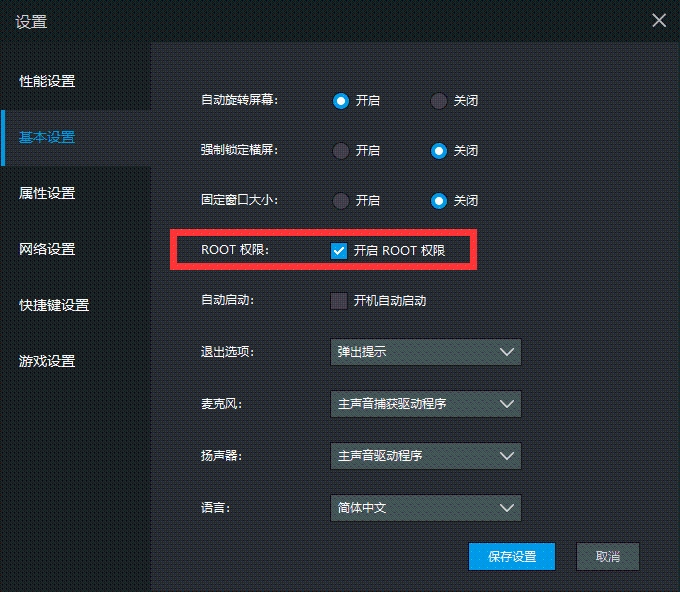 设置
性能设置
基本设置
属性设置
网络设置
快捷键设置
游戏设置
自动旋转屏幕: 开启 关闭
强制锁定横屏: 开启 关闭
固定窗口大小: 开启 关闭
ROOT 权限: 开启 ROOT 权限
自动启动: 开机自动启动
退出选项: 弹出提示
麦克风: 主声音捕获驱动程序
扬声器: 主声音驱动程序
语言: 简体中文
保存设置 取消